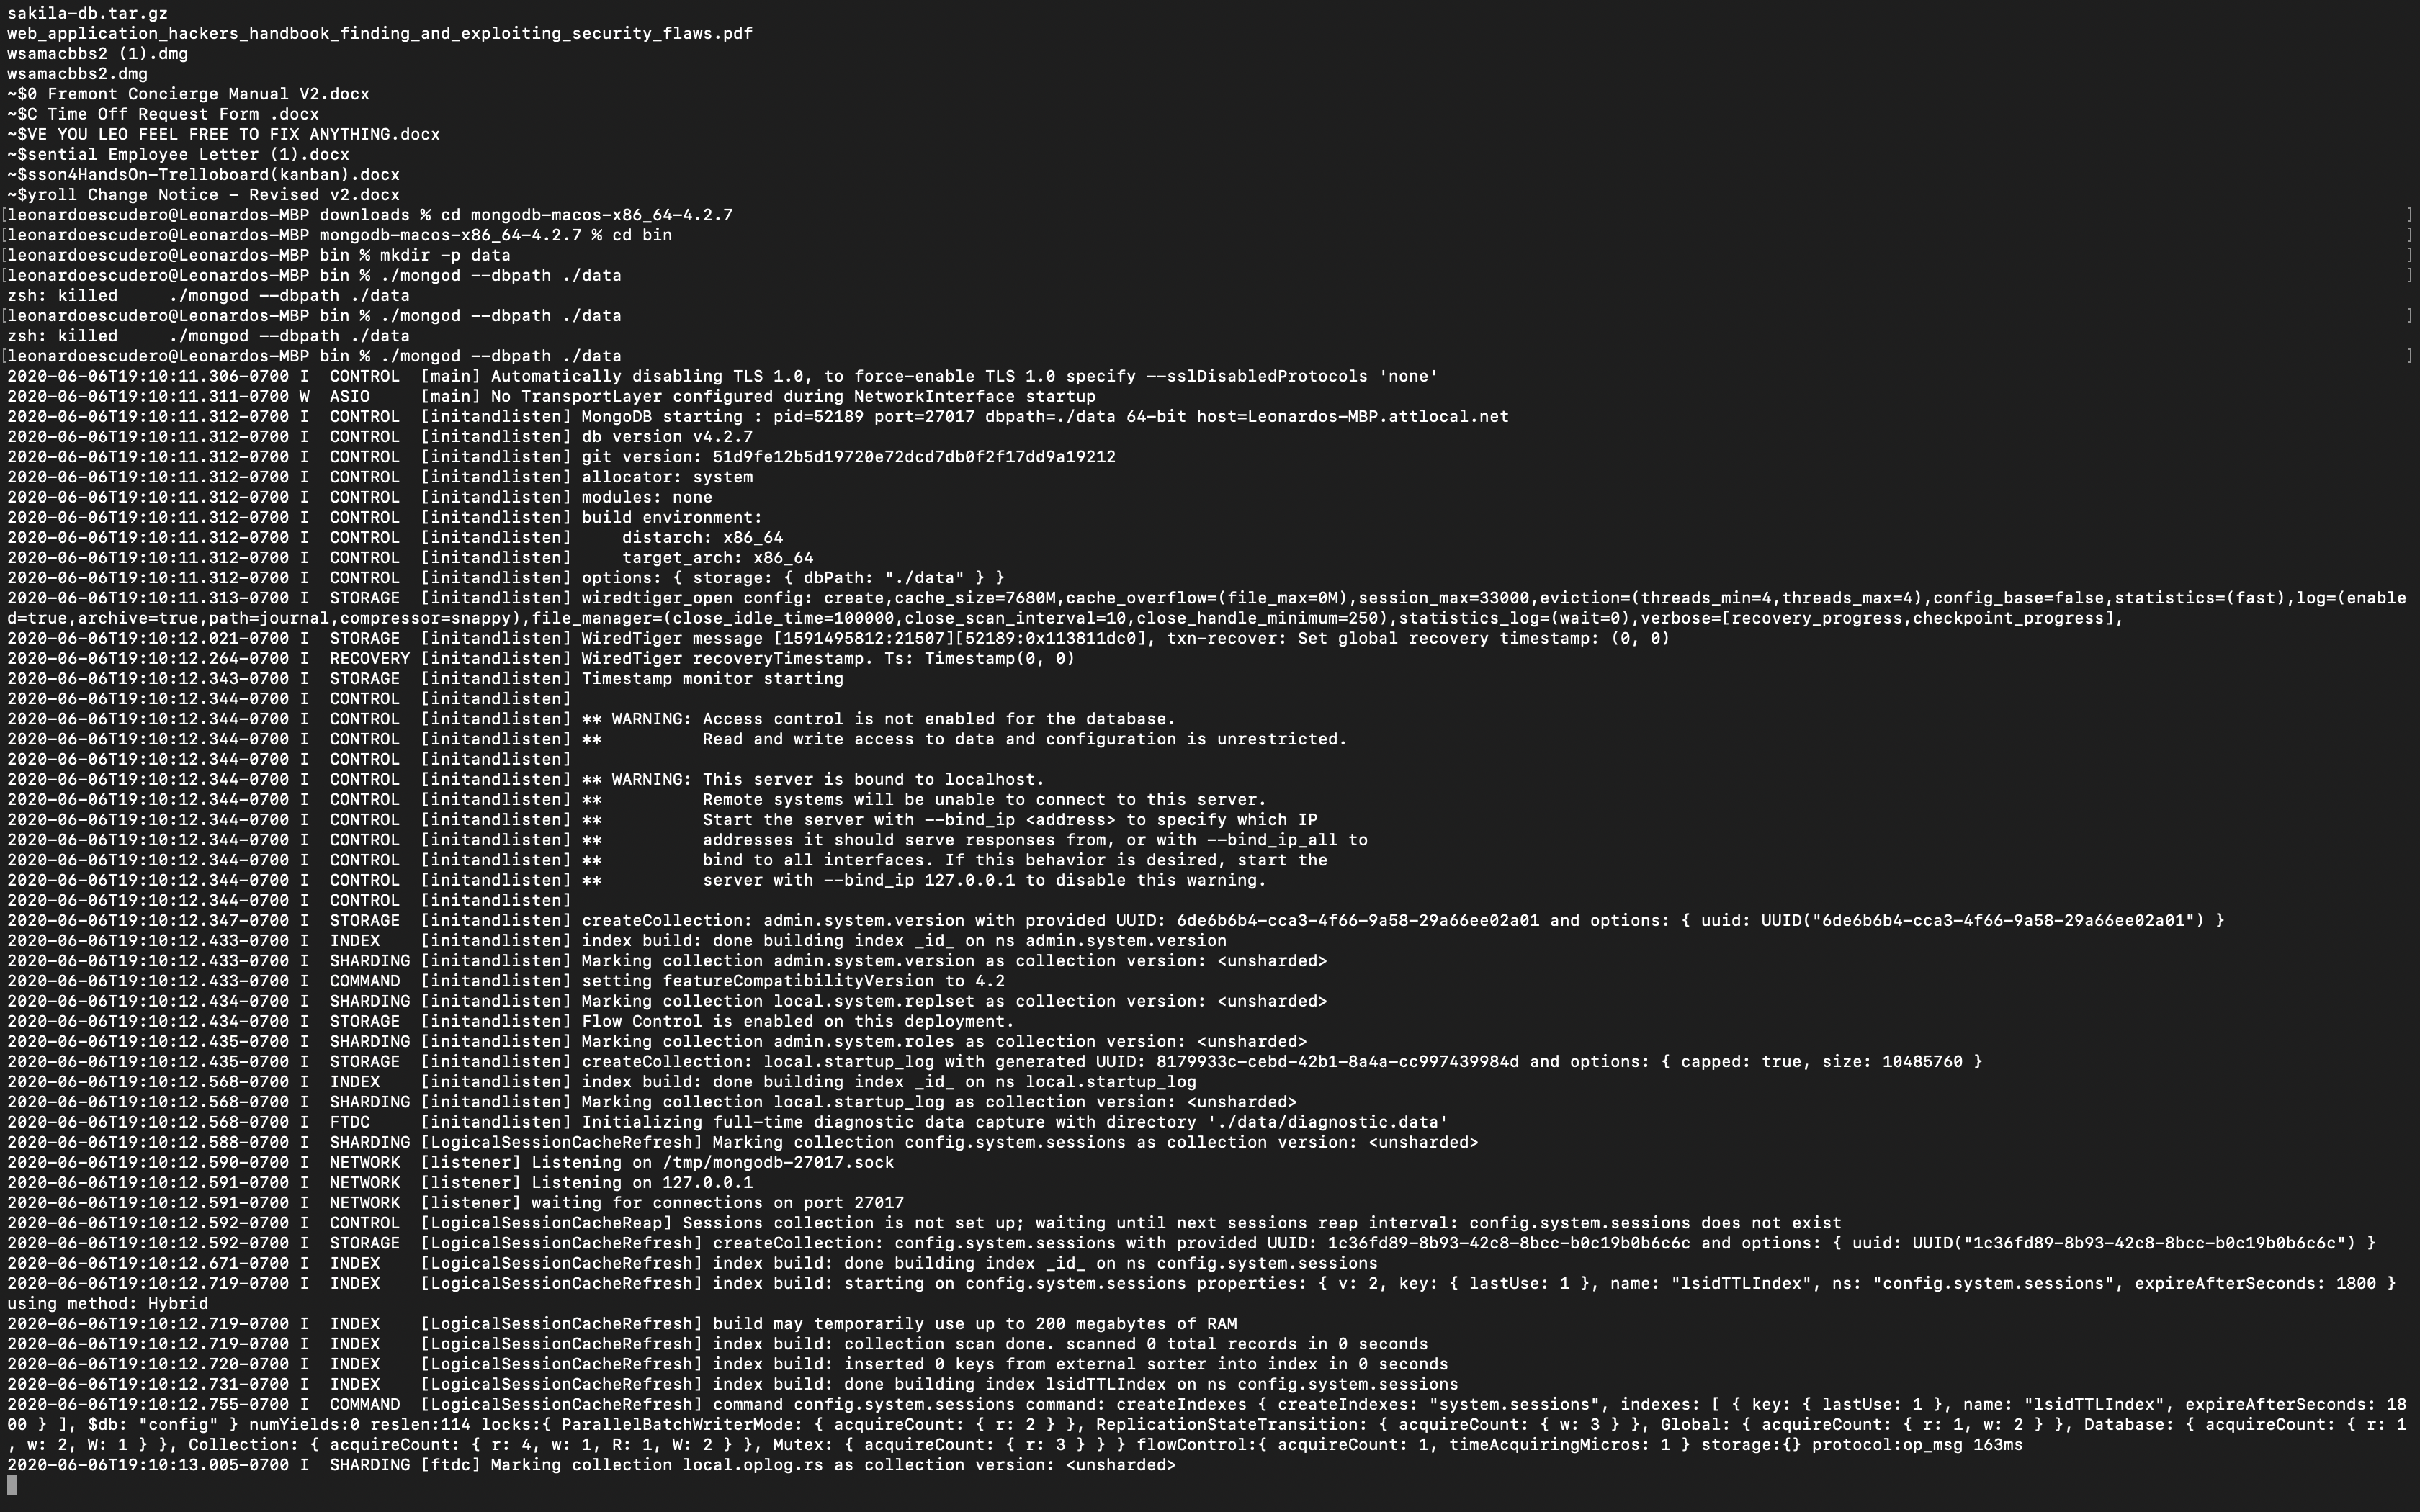 sakila-db.tar.gz
web_application_hackers_handbook_finding_and_exploiting_security_flaws.pdf
wsamacbbs2 (1).dmg
wsamacbbs2.dmg
~$0 Fremont Concierge Manual V2.docx
~$C Time Off Request Form .docx
~$VE YOU LEO FEEL FREE TO FIX ANYTHING.docx
~$sential Employee Letter (1).docx
~$sson4HandsOn-Trelloboard(kanban).docx
~$yroll Change Notice - Revised v2.docx
[leonardoescudero@Leonardos-MBP downloads % cd mongodb-macos-x86_64-4.2.7 ]
[leonardoescudero@Leonardos-MBP mongodb-macos-x86_64-4.2.7 % cd bin ]
[leonardoescudero@Leonardos-MBP bin % mkdir -p data ]
[leonardoescudero@Leonardos-MBP bin % ./mongod --dbpath ./data ]
zsh: killed     ./mongod --dbpath ./data
[leonardoescudero@Leonardos-MBP bin % ./mongod --dbpath ./data ]
zsh: killed     ./mongod --dbpath ./data
[leonardoescudero@Leonardos-MBP bin % ./mongod --dbpath ./data ]
2020-06-06T19:10:11.306-0700 I  CONTROL  [main] Automatically disabling TLS 1.0, to force-enable TLS 1.0 specify --sslDisabledProtocols 'none'
2020-06-06T19:10:11.311-0700 W  ASIO     [main] No TransportLayer configured during NetworkInterface startup
2020-06-06T19:10:11.312-0700 I  CONTROL  [initandlisten] MongoDB starting : pid=52189 port=27017 dbpath=./data 64-bit host=Leonardos-MBP.attlocal.net
2020-06-06T19:10:11.312-0700 I  CONTROL  [initandlisten] db version v4.2.7
2020-06-06T19:10:11.312-0700 I  CONTROL  [initandlisten] git version: 51d9fe12b5d19720e72dcd7db0f2f17dd9a19212
2020-06-06T19:10:11.312-0700 I  CONTROL  [initandlisten] allocator: system
2020-06-06T19:10:11.312-0700 I  CONTROL  [initandlisten] modules: none
2020-06-06T19:10:11.312-0700 I  CONTROL  [initandlisten] build environment:
2020-06-06T19:10:11.312-0700 I  CONTROL  [initandlisten]     distarch: x86_64
2020-06-06T19:10:11.312-0700 I  CONTROL  [initandlisten]     target_arch: x86_64
2020-06-06T19:10:11.312-0700 I  CONTROL  [initandlisten] options: { storage: { dbPath: "./data" } }
2020-06-06T19:10:11.313-0700 I  STORAGE  [initandlisten] wiredtiger_open config: create,cache_size=7680M,cache_overflow=(file_max=0M),session_max=33000,eviction=(threads_min=4,threads_max=4),config_base=false,statistics=(fast),log=(enable
d=true,archive=true,path=journal,compressor=snappy),file_manager=(close_idle_time=100000,close_scan_interval=10,close_handle_minimum=250),statistics_log=(wait=0),verbose=[recovery_progress,checkpoint_progress],
2020-06-06T19:10:12.021-0700 I  STORAGE  [initandlisten] WiredTiger message [1591495812:21507][52189:0x113811dc0], txn-recover: Set global recovery timestamp: (0, 0)
2020-06-06T19:10:12.264-0700 I  RECOVERY [initandlisten] WiredTiger recoveryTimestamp. Ts: Timestamp(0, 0)
2020-06-06T19:10:12.343-0700 I  STORAGE  [initandlisten] Timestamp monitor starting
2020-06-06T19:10:12.344-0700 I  CONTROL  [initandlisten]
2020-06-06T19:10:12.344-0700 I  CONTROL  [initandlisten] ** WARNING: Access control is not enabled for the database.
2020-06-06T19:10:12.344-0700 I  CONTROL  [initandlisten] **          Read and write access to data and configuration is unrestricted.
2020-06-06T19:10:12.344-0700 I  CONTROL  [initandlisten]
2020-06-06T19:10:12.344-0700 I  CONTROL  [initandlisten] ** WARNING: This server is bound to localhost.
2020-06-06T19:10:12.344-0700 I  CONTROL  [initandlisten] **          Remote systems will be unable to connect to this server.
2020-06-06T19:10:12.344-0700 I  CONTROL  [initandlisten] **          Start the server with --bind_ip <address> to specify which IP
2020-06-06T19:10:12.344-0700 I  CONTROL  [initandlisten] **          addresses it should serve responses from, or with --bind_ip_all to
2020-06-06T19:10:12.344-0700 I  CONTROL  [initandlisten] **          bind to all interfaces. If this behavior is desired, start the
2020-06-06T19:10:12.344-0700 I  CONTROL  [initandlisten] **          server with --bind_ip 127.0.0.1 to disable this warning.
2020-06-06T19:10:12.344-0700 I  CONTROL  [initandlisten]
2020-06-06T19:10:12.347-0700 I  STORAGE  [initandlisten] createCollection: admin.system.version with provided UUID: 6de6b6b4-cca3-4f66-9a58-29a66ee02a01 and options: { uuid: UUID("6de6b6b4-cca3-4f66-9a58-29a66ee02a01") }
2020-06-06T19:10:12.433-0700 I  INDEX    [initandlisten] index build: done building index _id_ on ns admin.system.version
2020-06-06T19:10:12.433-0700 I  SHARDING [initandlisten] Marking collection admin.system.version as collection version: <unsharded>
2020-06-06T19:10:12.433-0700 I  COMMAND  [initandlisten] setting featureCompatibilityVersion to 4.2
2020-06-06T19:10:12.434-0700 I  SHARDING [initandlisten] Marking collection local.system.replset as collection version: <unsharded>
2020-06-06T19:10:12.434-0700 I  STORAGE  [initandlisten] Flow Control is enabled on this deployment.
2020-06-06T19:10:12.435-0700 I  SHARDING [initandlisten] Marking collection admin.system.roles as collection version: <unsharded>
2020-06-06T19:10:12.435-0700 I  STORAGE  [initandlisten] createCollection: local.startup_log with generated UUID: 8179933c-cebd-42b1-8a4a-cc997439984d and options: { capped: true, size: 10485760 }
2020-06-06T19:10:12.568-0700 I  INDEX    [initandlisten] index build: done building index _id_ on ns local.startup_log
2020-06-06T19:10:12.568-0700 I  SHARDING [initandlisten] Marking collection local.startup_log as collection version: <unsharded>
2020-06-06T19:10:12.568-0700 I  FTDC     [initandlisten] Initializing full-time diagnostic data capture with directory './data/diagnostic.data'
2020-06-06T19:10:12.588-0700 I  SHARDING [LogicalSessionCacheRefresh] Marking collection config.system.sessions as collection version: <unsharded>
2020-06-06T19:10:12.590-0700 I  NETWORK  [listener] Listening on /tmp/mongodb-27017.sock
2020-06-06T19:10:12.591-0700 I  NETWORK  [listener] Listening on 127.0.0.1
2020-06-06T19:10:12.591-0700 I  NETWORK  [listener] waiting for connections on port 27017
2020-06-06T19:10:12.592-0700 I  CONTROL  [LogicalSessionCacheReap] Sessions collection is not set up; waiting until next sessions reap interval: config.system.sessions does not exist
2020-06-06T19:10:12.592-0700 I  STORAGE  [LogicalSessionCacheRefresh] createCollection: config.system.sessions with provided UUID: 1c36fd89-8b93-42c8-8bcc-b0c19b0b6c6c and options: { uuid: UUID("1c36fd89-8b93-42c8-8bcc-b0c19b0b6c6c") }
2020-06-06T19:10:12.671-0700 I  INDEX    [LogicalSessionCacheRefresh] index build: done building index _id_ on ns config.system.sessions
2020-06-06T19:10:12.719-0700 I  INDEX    [LogicalSessionCacheRefresh] index build: starting on config.system.sessions properties: { v: 2, key: { lastUse: 1 }, name: "lsidTTLIndex", ns: "config.system.sessions", expireAfterSeconds: 1800 }
using method: Hybrid
2020-06-06T19:10:12.719-0700 I  INDEX    [LogicalSessionCacheRefresh] build may temporarily use up to 200 megabytes of RAM
2020-06-06T19:10:12.719-0700 I  INDEX    [LogicalSessionCacheRefresh] index build: collection scan done. scanned 0 total records in 0 seconds
2020-06-06T19:10:12.720-0700 I  INDEX    [LogicalSessionCacheRefresh] index build: inserted 0 keys from external sorter into index in 0 seconds
2020-06-06T19:10:12.731-0700 I  INDEX    [LogicalSessionCacheRefresh] index build: done building index lsidTTLIndex on ns config.system.sessions
2020-06-06T19:10:12.755-0700 I  COMMAND  [LogicalSessionCacheRefresh] command config.system.sessions command: createIndexes { createIndexes: "system.sessions", indexes: [ { key: { lastUse: 1 }, name: "lsidTTLIndex", expireAfterSeconds: 18
00 } ], $db: "config" } numYields:0 reslen:114 locks:{ ParallelBatchWriterMode: { acquireCount: { r: 2 } }, ReplicationStateTransition: { acquireCount: { w: 3 } }, Global: { acquireCount: { r: 1, w: 2 } }, Database: { acquireCount: { r: 1
, w: 2, W: 1 } }, Collection: { acquireCount: { r: 4, w: 1, R: 1, W: 2 } }, Mutex: { acquireCount: { r: 3 } } } flowControl:{ acquireCount: 1, timeAcquiringMicros: 1 } storage:{} protocol:op_msg 163ms
2020-06-06T19:10:13.005-0700 I  SHARDING [ftdc] Marking collection local.oplog.rs as collection version: <unsharded>